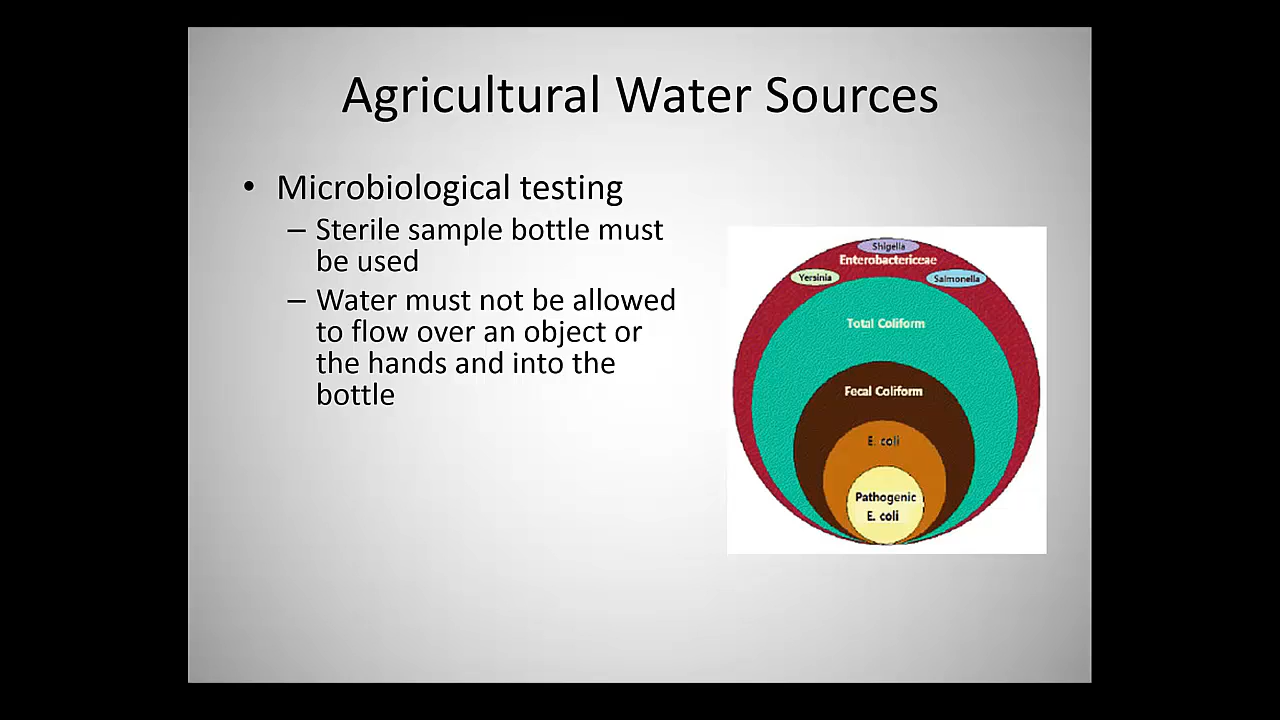 Agricultural Water Sources
• Microbiological testing
– Sterile sample bottle must
be used
– Water must not be allowed
to flow over an object or
the hands and into the
bottle
Shigella
Enterobactericeae
Yersinia
Salmonella
Total Coliform
Fecal Coliform
E. coli
Pathogenic
E. coli